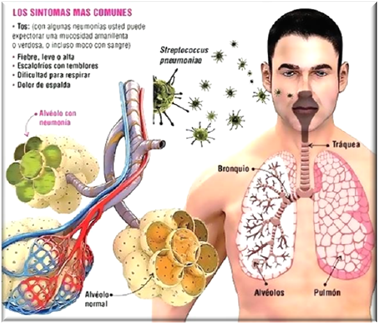 LOS SINTOMAS MAS COMUNES
• Tos: (con algunas neumonías usted puede
expectorar una mucosidad amarillenta
o verdosa, o incluso moco con sangre)
• Fiebre, leve o alta
• Escalofríos con temblores
• Dificultad para respirar
• Dolor de espalda
Streptococcus
pneumoniae
Alvéolo con
neumonía
Tráquea
Bronquio
Alvéolo
normal
Alvéolos
Pulmón